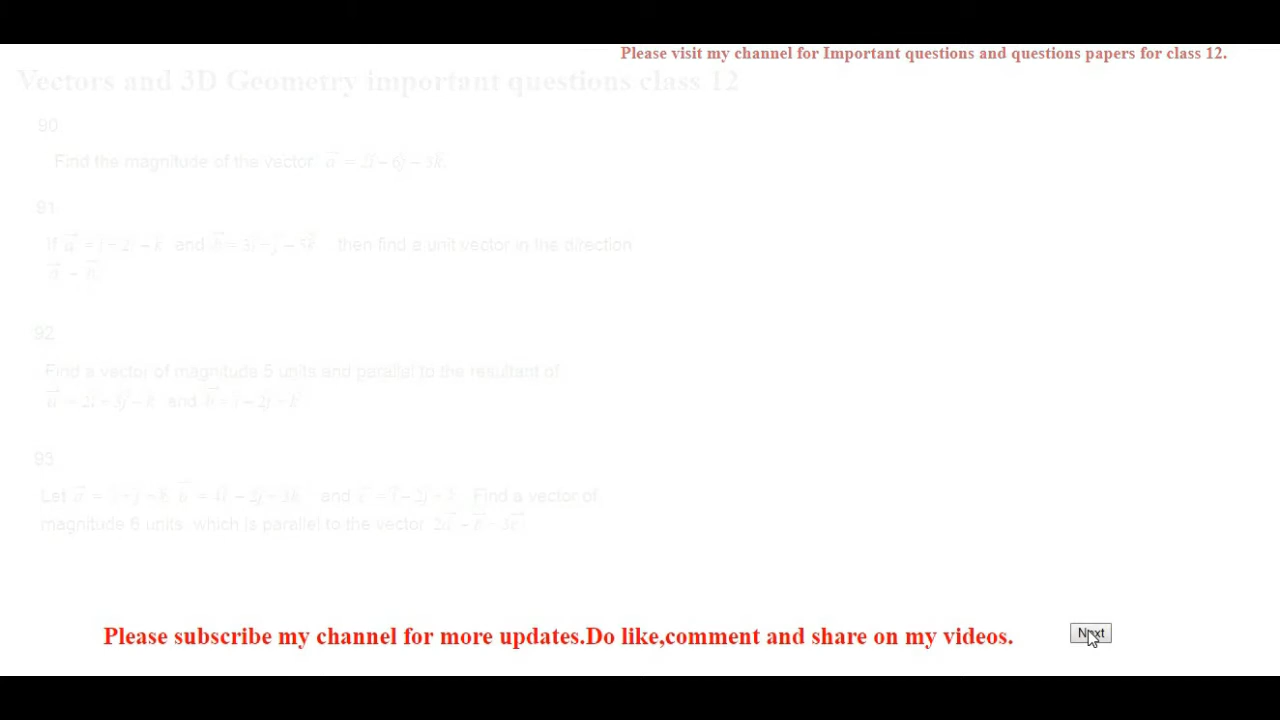 Please visit my channel for Important questions and questions papers for class 12.
Vectors and 3D Geometry important questions class 12
90
Find the magnitude of the vector
91
If and then find a unit vector in the direction
92
Find a vector of magnitude 5 units and parallel to the resultant of
and
93
Let and Find a vector of
magnitude 6 units, which is parallel to the vector
Please subscribe my channel for more updates.Do like,comment and share on my videos.
Next